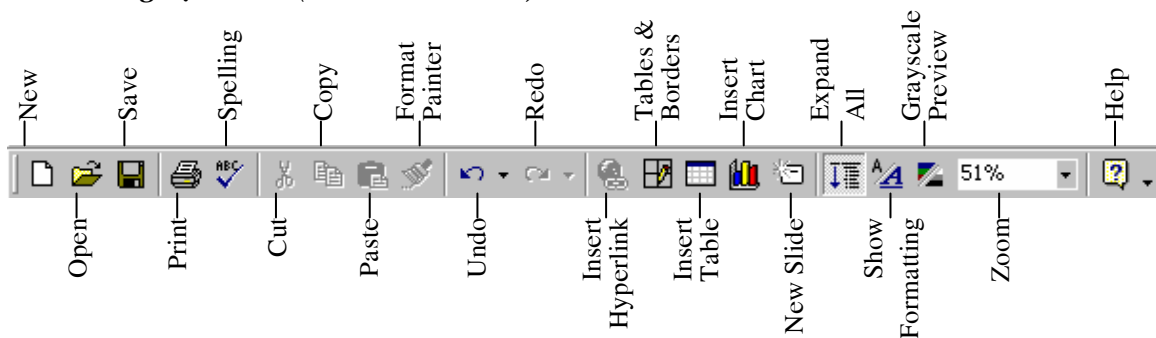 New
Save
Spelling
Copy
Format
Painter
Redo
Tables &
Borders
Insert
Chart
Expand
All
Grayscale
Preview
Help
ABC
A
A
51%
?
Open
Print
Cut
Paste
Undo
Insert
Hyperlink
Insert
Table
New Slide
Show
Formatting
Zoom